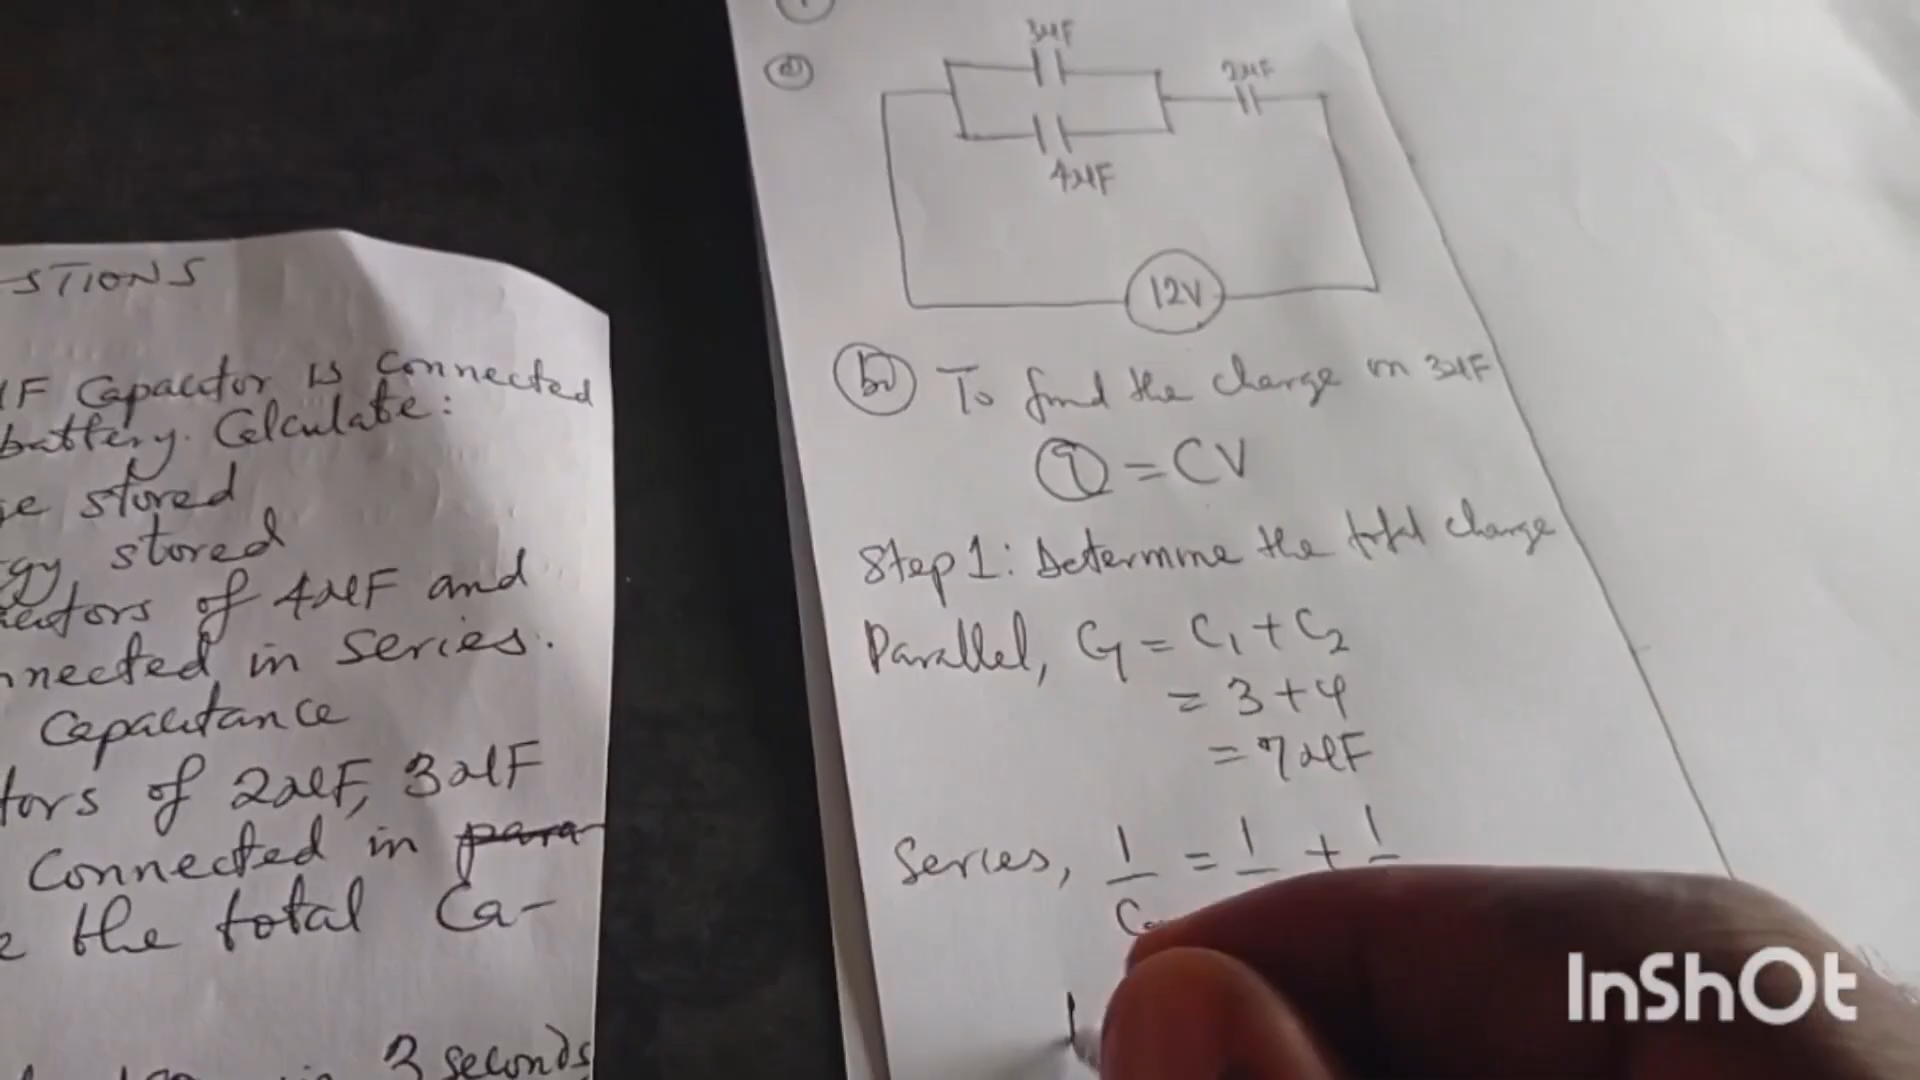 STIONS
F Capacitor is connected
battery. Calculate:
stored
gy stored
of 4μF and
nnected in series.
Capacitance
tors of 2μF, 3μF
Connected in para
the total Ca-
3 seconds
a
3μF
2μF
4μF
12V
bi To find the charge in 3μF
Q = CV
Step 1: Determine the total charge
Parallel, CT = C1 + C2
= 3 + 4
= 7μF
Series, 1 = 1 + 1
C
InShOt